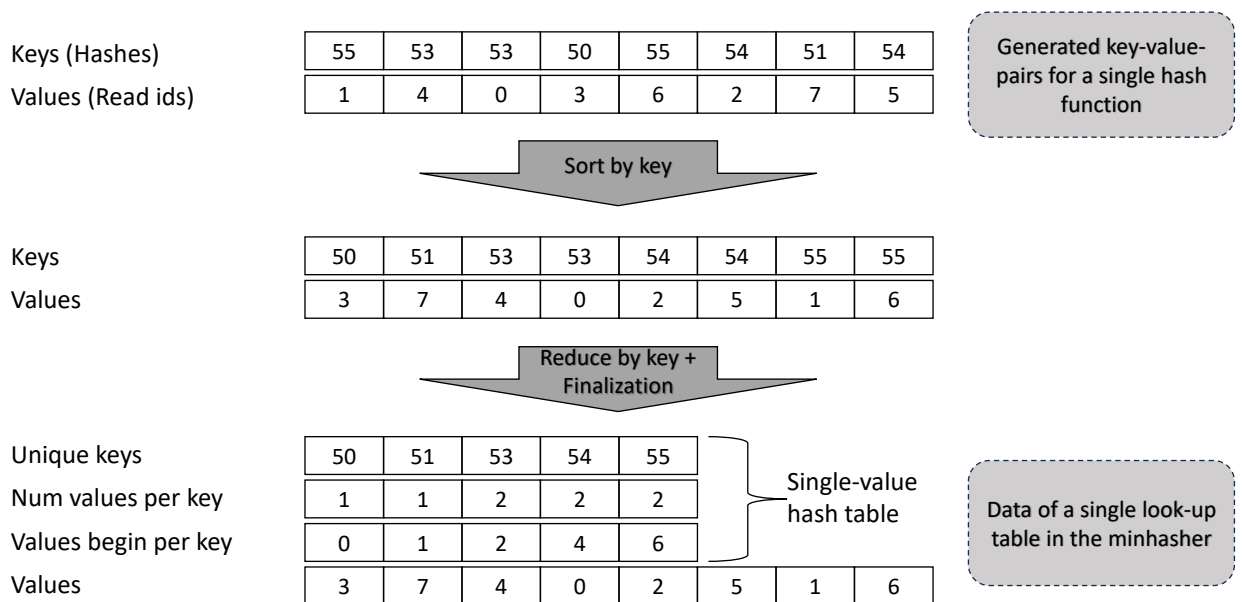 Keys (Hashes) 55 53 53 50 55 54 51 54
Values (Read ids) 1 4 0 3 6 2 7 5
Generated key-value-
pairs for a single hash
function
Sort by key
Keys 50 51 53 53 54 54 55 55
Values 3 7 4 0 2 5 1 6
Reduce by key +
Finalization
Unique keys 50 51 53 54 55
Num values per key 1 1 2 2 2
Values begin per key 0 1 2 4 6
Single-value
hash table
Values 3 7 4 0 2 5 1 6
Data of a single look-up
table in the minhasher